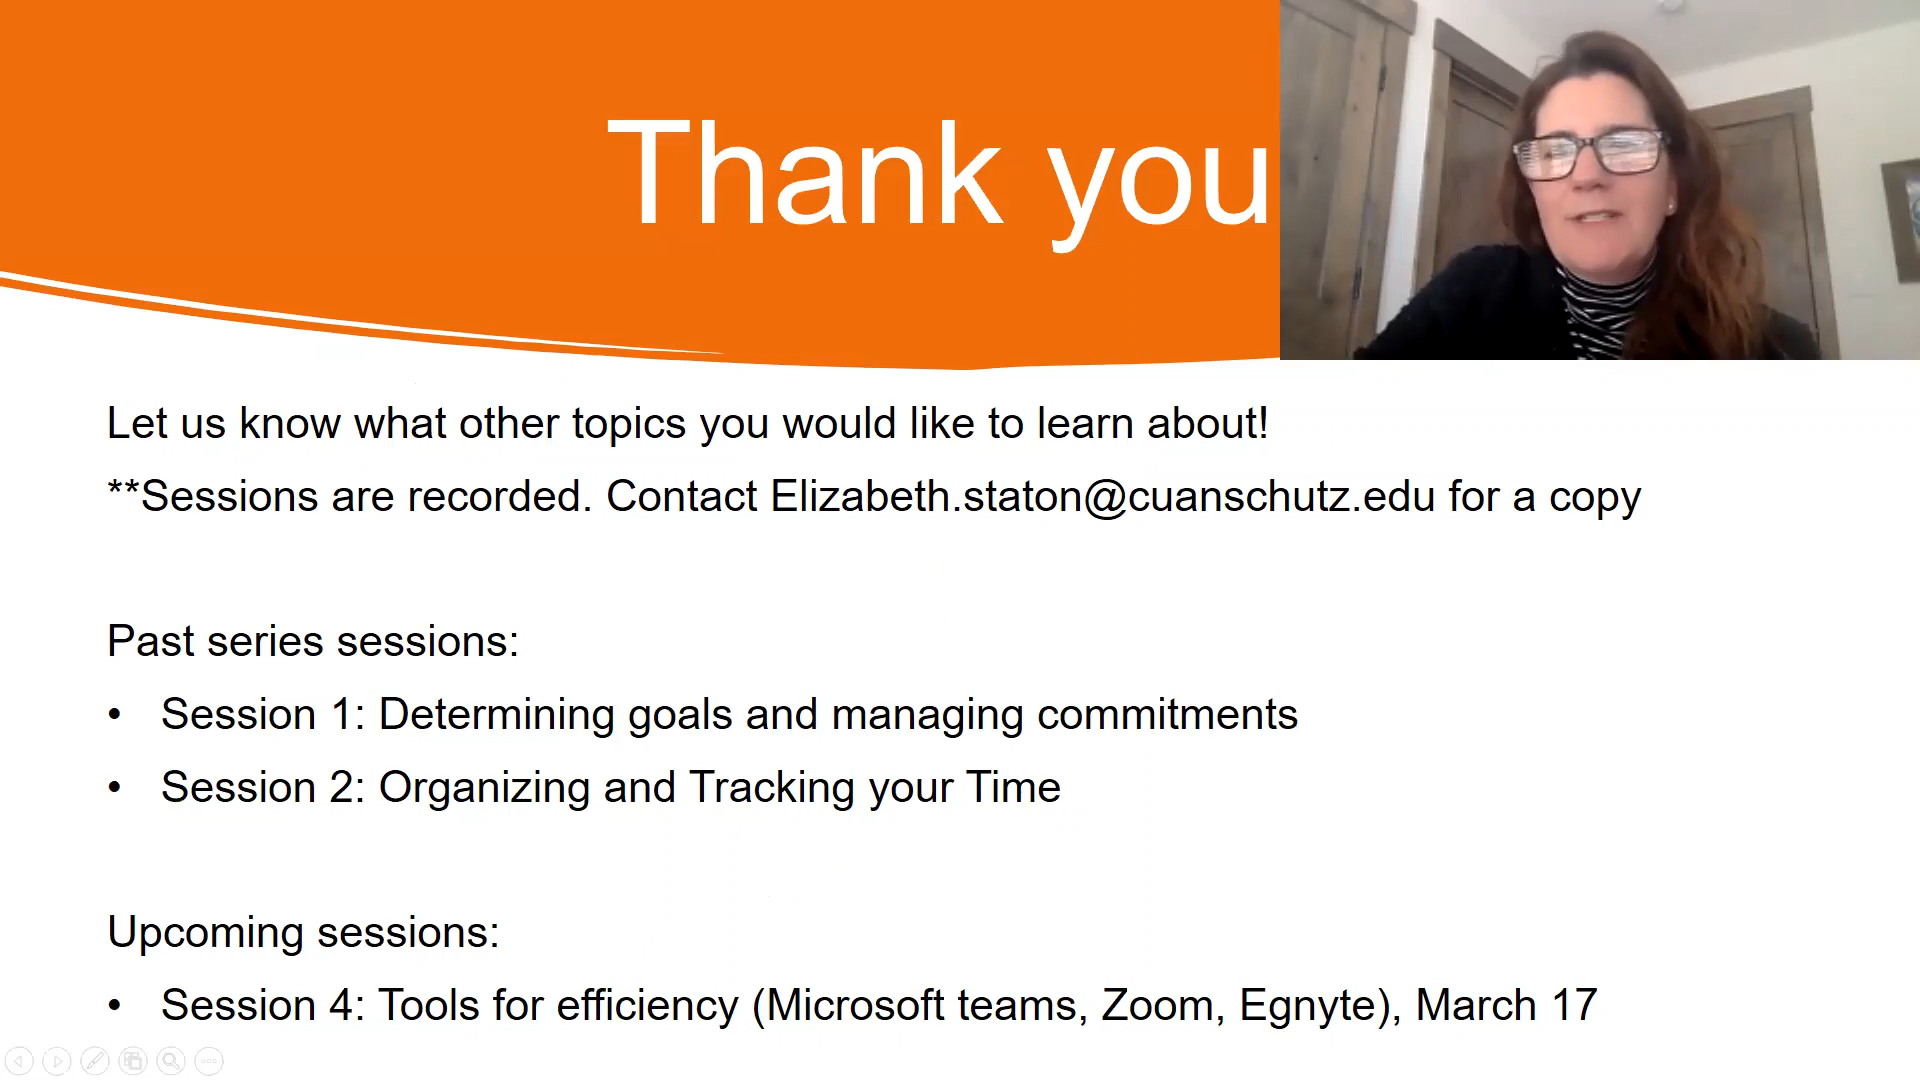 Thank you
Let us know what other topics you would like to learn about!
**Sessions are recorded. Contact Elizabeth.staton@cuanschutz.edu for a copy
Past series sessions:
• Session 1: Determining goals and managing commitments
• Session 2: Organizing and Tracking your Time
Upcoming sessions:
• Session 4: Tools for efficiency (Microsoft teams, Zoom, Egnyte), March 17